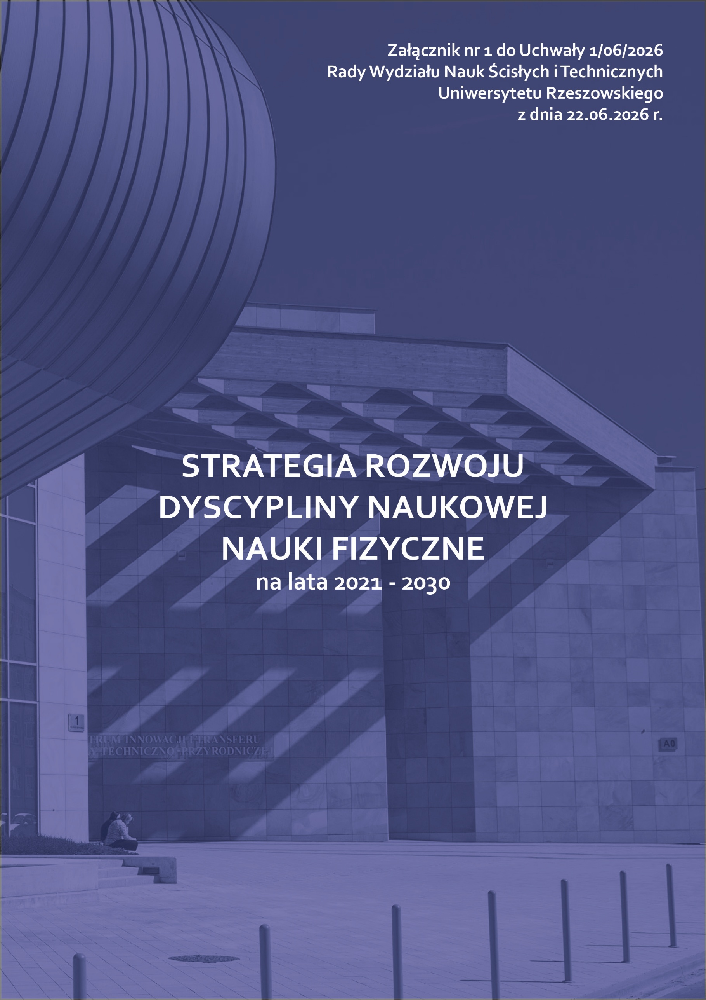 Załącznik nr 1 do Uchwały 1/06/2026
Rady Wydziału Nauk Ścisłych i Technicznych
Uniwersytetu Rzeszowskiego
z dnia 22.06.2026 r.
STRATEGIA ROZWOJU
DYSCYPLINY NAUKOWEJ
NAUKI FIZYCZNE
na lata 2021 - 2030
1
TRUM INNOWACJI I TRANSFERU
TECHNICZNO-PRZYRODNICZEJ
A0